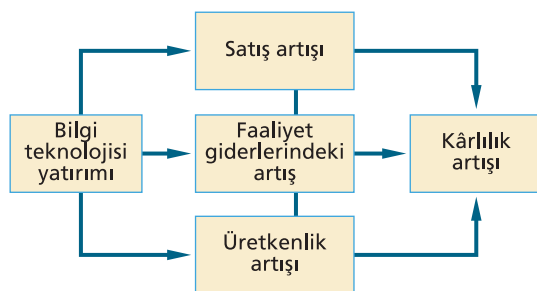 Satış artışı
Bilgi
teknolojisi
yatırımı
Faaliyet
giderlerindeki
artış
Kârlılık
artışı
Üretkenlik
artışı